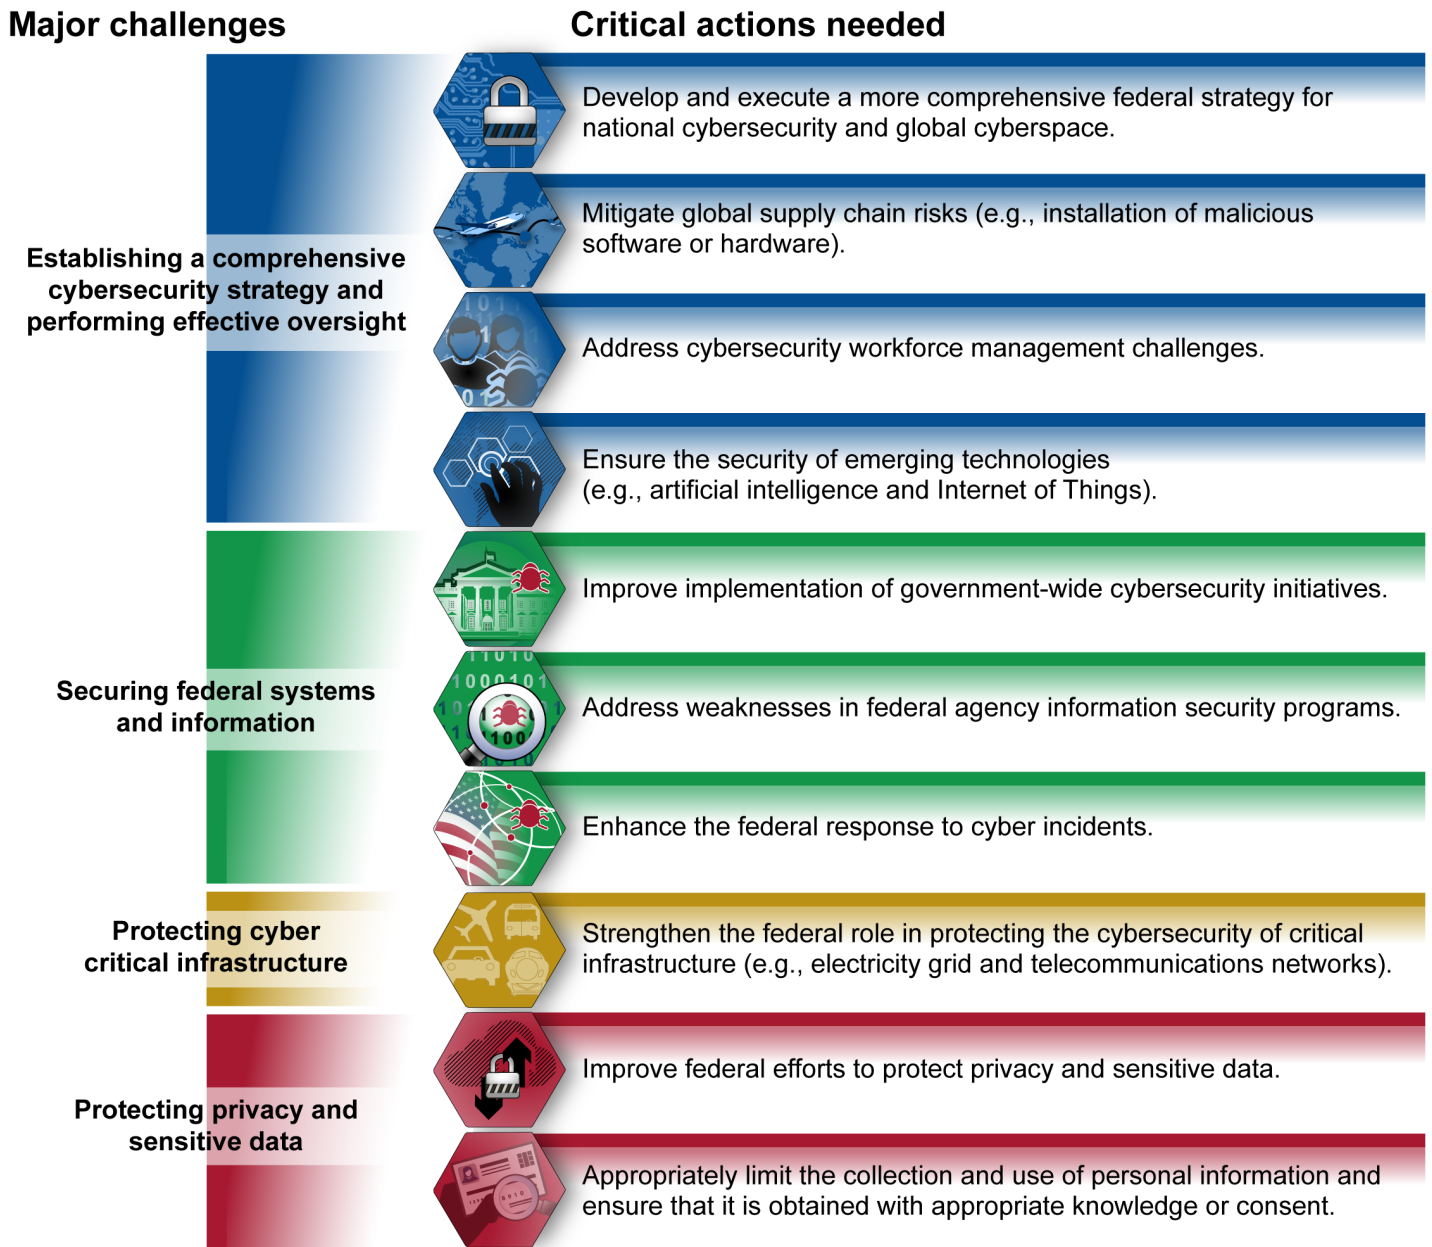 Major challenges
Critical actions needed
Establishing a comprehensive
cybersecurity strategy and
performing effective oversight
Develop and execute a more comprehensive federal strategy for
national cybersecurity and global cyberspace.
Mitigate global supply chain risks (e.g., installation of malicious
software or hardware).
Address cybersecurity workforce management challenges.
Ensure the security of emerging technologies
(e.g., artificial intelligence and Internet of Things).
Securing federal systems
and information
Improve implementation of government-wide cybersecurity initiatives.
Address weaknesses in federal agency information security programs.
Enhance the federal response to cyber incidents.
Protecting cyber
critical infrastructure
Strengthen the federal role in protecting the cybersecurity of critical
infrastructure (e.g., electricity grid and telecommunications networks).
Protecting privacy and
sensitive data
Improve federal efforts to protect privacy and sensitive data.
Appropriately limit the collection and use of personal information and
ensure that it is obtained with appropriate knowledge or consent.